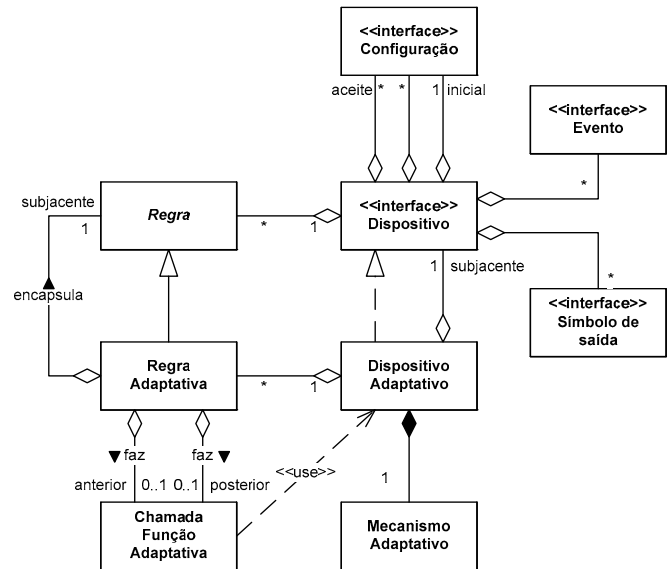 <<interface>>
Configuração
aceite * * 1 inicial
<<interface>>
Evento
*
subjacente
1
Regra
* 1
<<interface>>
Dispositivo
1 subjacente
*
<<interface>>
Símbolo de
saída
encapsula
Regra
Adaptativa
* 1
Dispositivo
Adaptativo
faz faz
<<use>>
anterior 0..1 0..1 posterior
1
Chamada
Função
Adaptativa
Mecanismo
Adaptativo